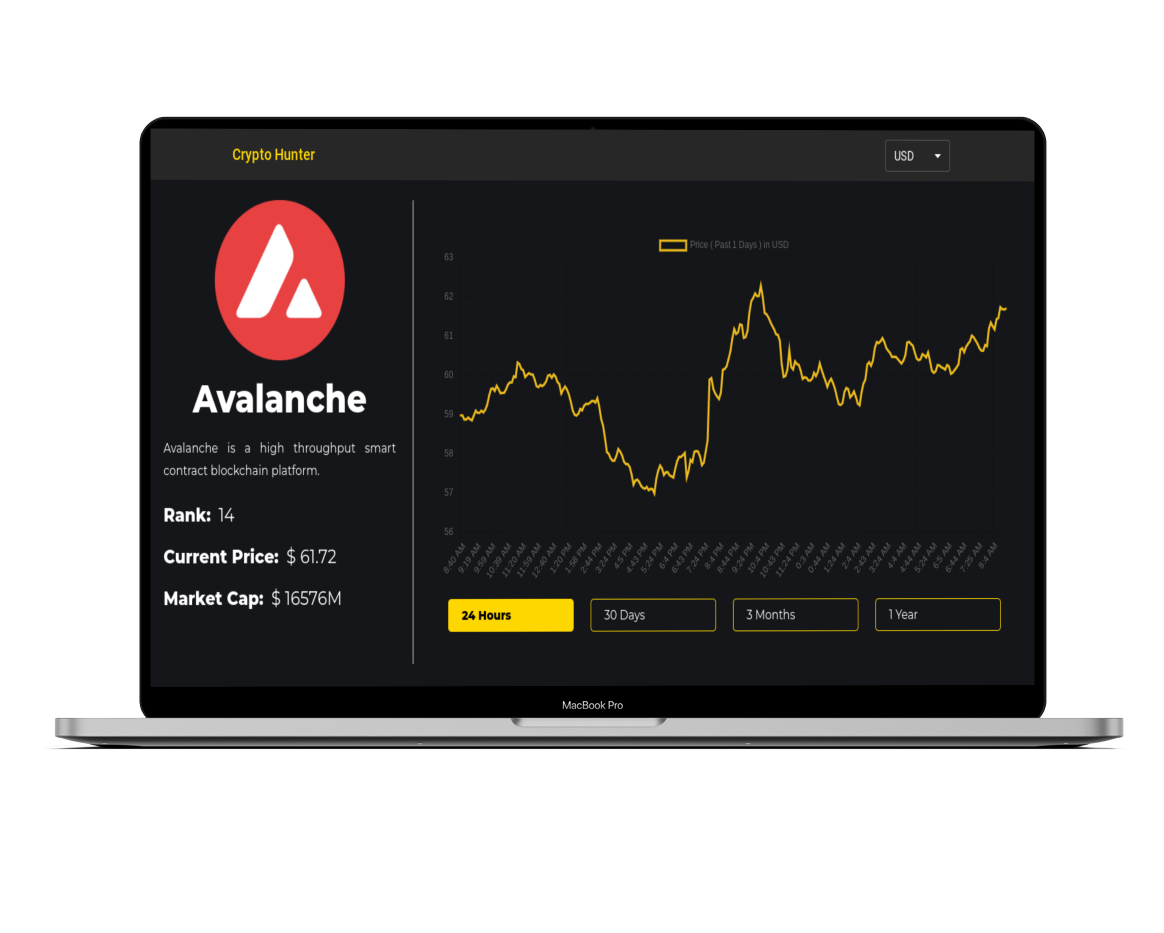 Crypto Hunter
USD
Avalanche
Avalanche is a high throughput smart
contract blockchain platform.
Rank: 14
Current Price: $ 61.72
Market Cap: $ 16576M
Price ( Past 1 Days ) in USD
63
62
61
60
59
58
57
56
8:40 AM
9:19 AM
9:59 AM
10:39 AM
11:20 AM
11:59 AM
12:40 AM
1:20 PM
1:58 PM
2:44 PM
3:24 PM
4:5 PM
4:43 PM
5:24 PM
6:4 PM
6:43 PM
7:24 PM
8:4 PM
8:44 PM
9:24 PM
10:4 PM
10:43 PM
11:24 PM
0:3 AM
0:44 AM
1:24 AM
2:4 AM
2:43 AM
3:24 AM
4:4 AM
4:44 AM
5:24 AM
6:5 AM
6:44 AM
7:25 AM
8:4 AM
24 Hours
30 Days
3 Months
1 Year
MacBook Pro